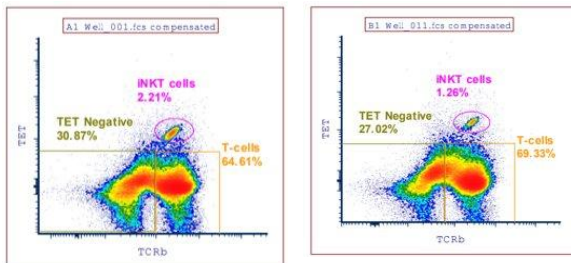 A1 Well_001.fcs compensated
iNKT cells
2.21%
TET Negative
30.87%
T-cells
64.61%
TET
TCRb
B1 Well_011.fcs compensated
iNKT cells
1.26%
TET Negative
27.02%
T-cells
69.33%
TET
TCRb